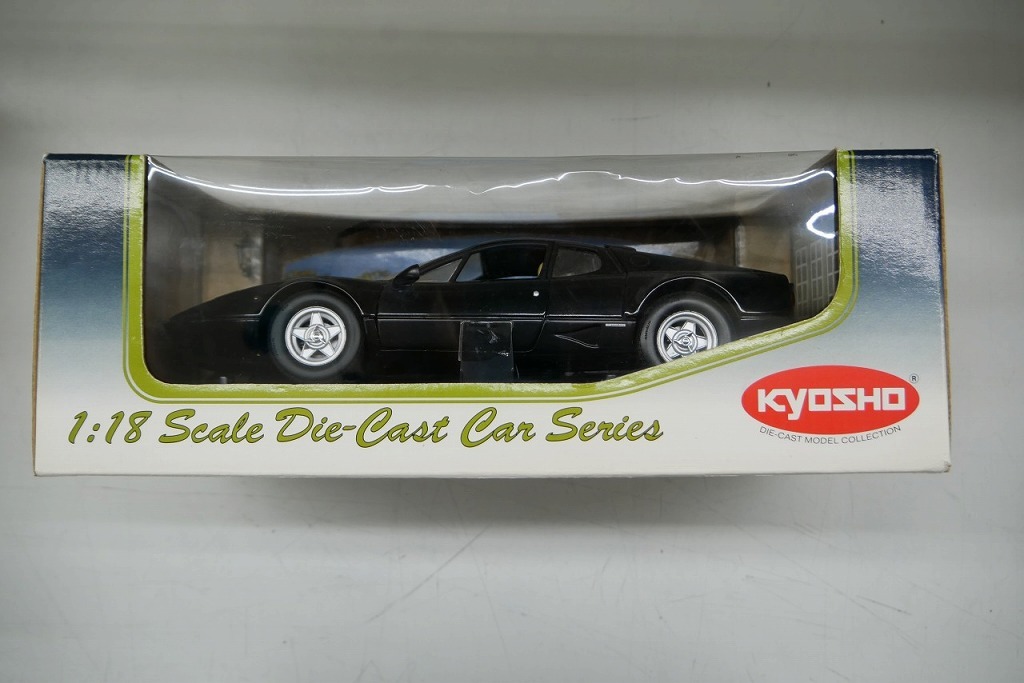 1:18 Scale Die-Cast Car Series
KYOSHO ®
DIE-CAST MODEL COLLECTION